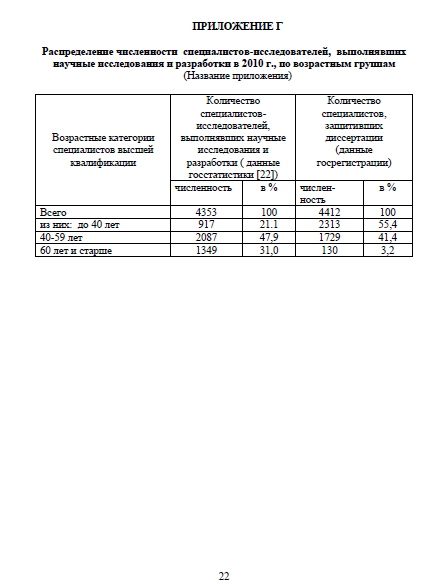 ПРИЛОЖЕНИЕ Г
Распределение численности специалистов-исследователей, выполнявших
научные исследования и разработки в 2010 г., по возрастным группам
(Название приложения)
Возрастные категории
специалистов высшей
квалификации
Количество
специалистов-
исследователей,
выполнявших научные
исследования и
разработки ( данные
госстатистики [22])
Количество
специалистов,
защитивших
диссертации
(данные
госрегистрации)
численность в % числен-
ность
в %
Всего 4353 100 4412 100
из них: до 40 лет 917 21.1 2313 55,4
40-59 лет 2087 47,9 1729 41,4
60 лет и старше 1349 31,0 130 3,2
22